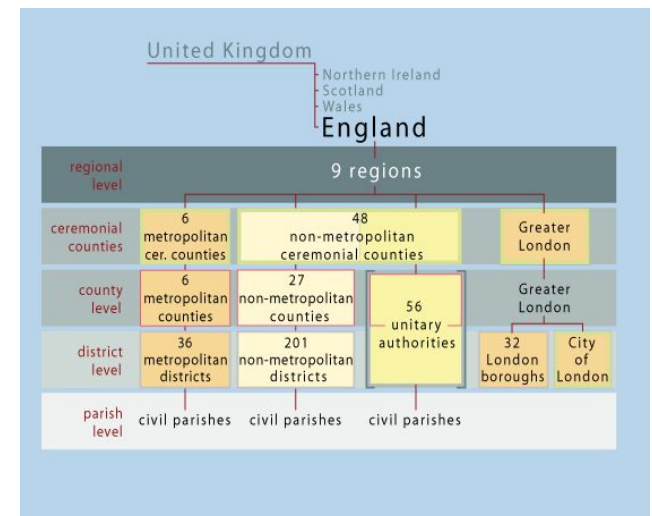 United Kingdom
Northern Ireland
Scotland
Wales
England
regional
level
9 regions
ceremonial
counties
6
metropolitan
cer. counties
48
non-metropolitan
ceremonial counties
Greater
London
county
level
6
metropolitan
counties
27
non-metropolitan
counties
56
unitary
authorities
Greater
London
district
level
36
metropolitan
districts
201
non-metropolitan
districts
32
London
boroughs
City
of
London
parish
level
civil parishes
civil parishes
civil parishes